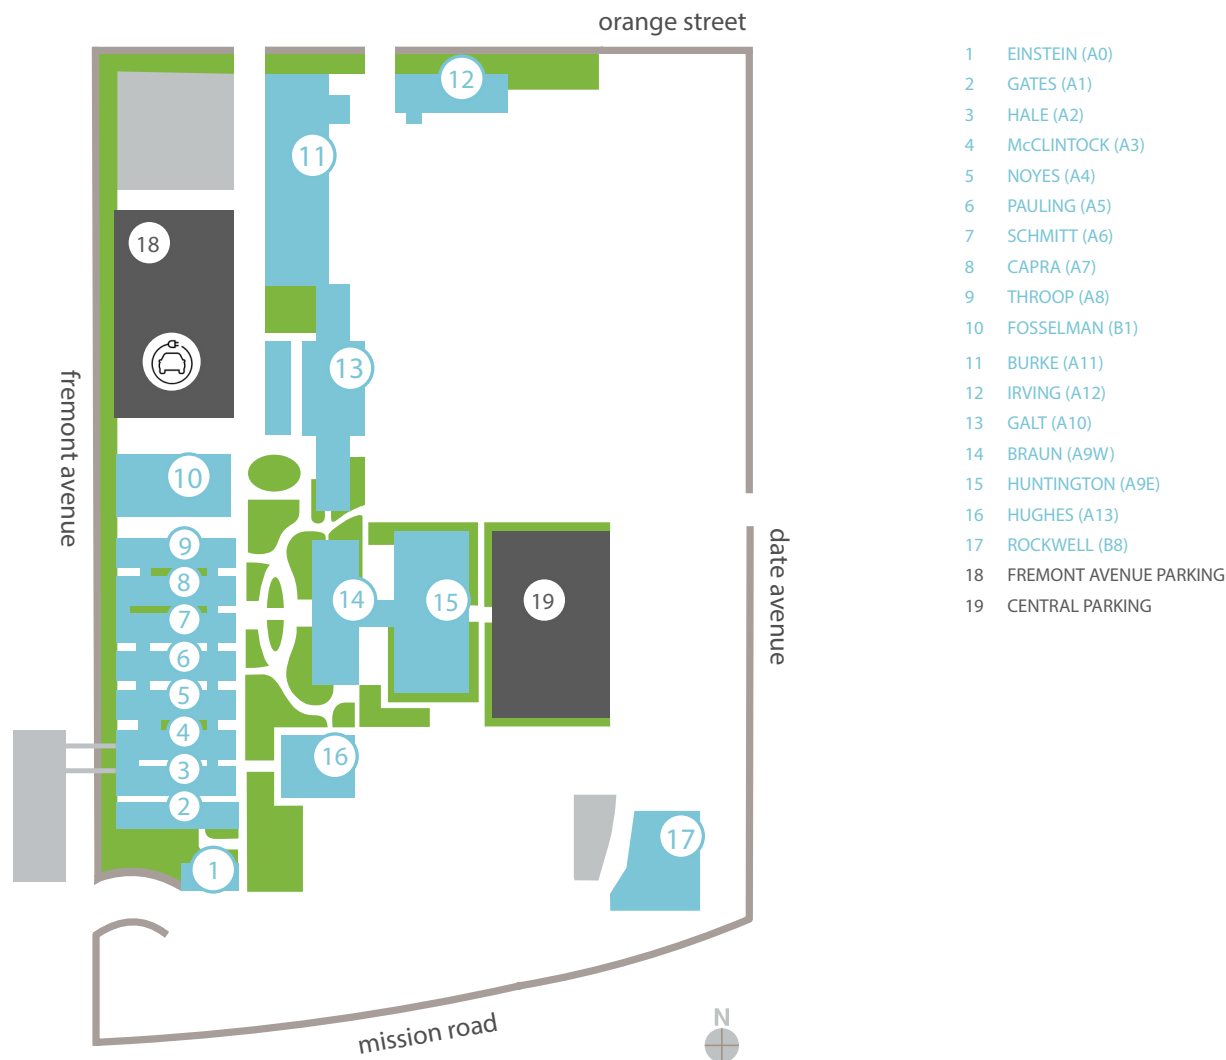 orange street
12
11
18
13
fremont avenue
10
9
8
7
6
5
4
3
2
1
14
15
19
16
17
date avenue
mission road
N
1 EINSTEIN (A0)
2 GATES (A1)
3 HALE (A2)
4 McCLINTOCK (A3)
5 NOYES (A4)
6 PAULING (A5)
7 SCHMITT (A6)
8 CAPRA (A7)
9 THROOP (A8)
10 FOSSELMAN (B1)
11 BURKE (A11)
12 IRVING (A12)
13 GALT (A10)
14 BRAUN (A9W)
15 HUNTINGTON (A9E)
16 HUGHES (A13)
17 ROCKWELL (B8)
18 FREMONT AVENUE PARKING
19 CENTRAL PARKING